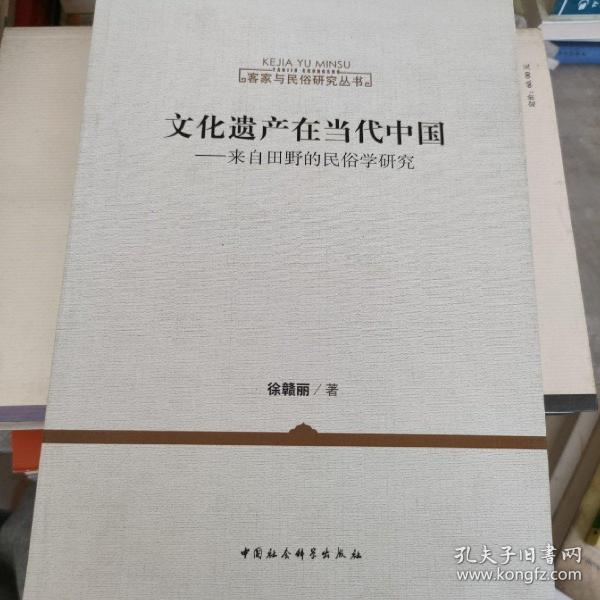 KEJIA YU MINSU
YANJIU CONGSHU
客家与民俗研究丛书
文化遗产在当代中国
——来自田野的民俗学研究
徐赣丽/著
中国社会科学出版社
孔夫子旧书网
www.kongfz.com